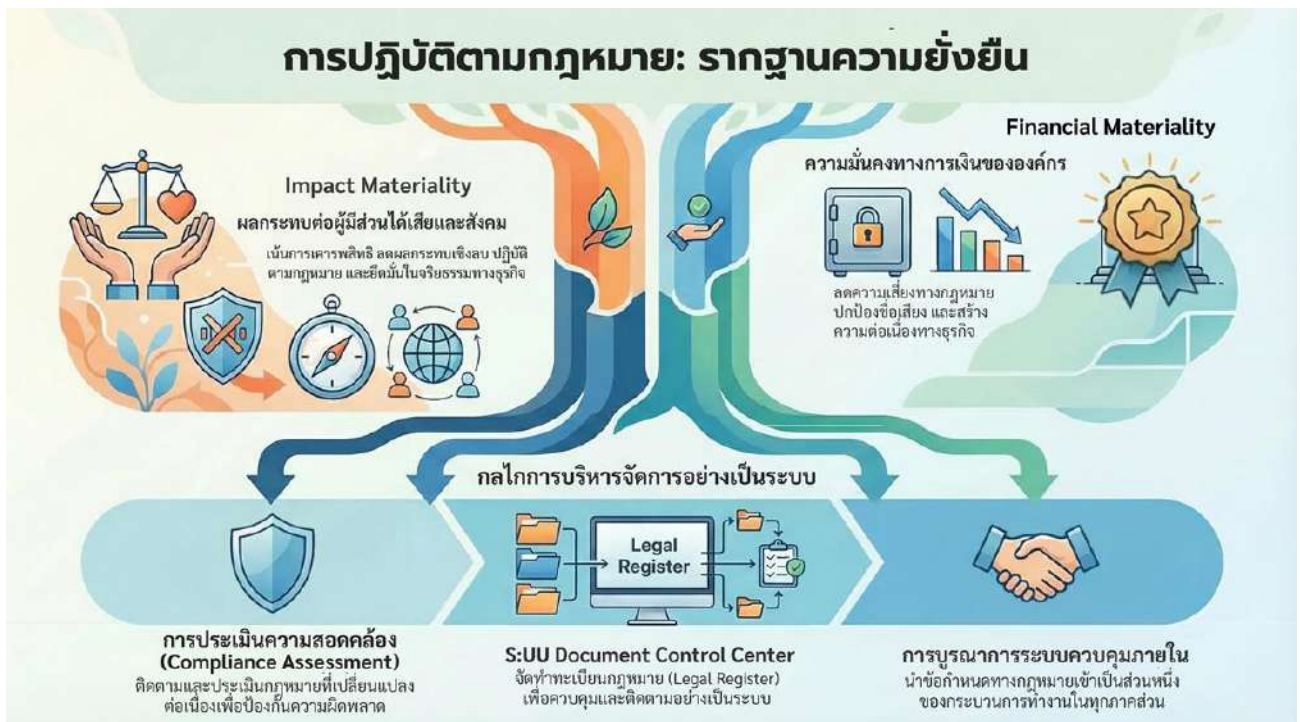 การปฏิบัติตามกฎหมาย: รากฐานความยั่งยืน
Impact Materiality
ผลกระทบต่อผู้มีส่วนได้เสียและสังคม
เน้นการเคารพสิทธิ ลดผลกระทบเชิงลบ ปฏิบัติ
ตามกฎหมาย และยึดมั่นในจริยธรรมทางธุรกิจ
Financial Materiality
ความมั่นคงทางการเงินขององค์กร
ลดความเสี่ยงทางกฎหมาย
ปกป้องชื่อเสียง และสร้าง
ความต่อเนื่องทางธุรกิจ
กลไกการบริหารจัดการอย่างเป็นระบบ
การประเมินความสอดคล้อง
(Compliance Assessment)
ติดตามและประเมินกฎหมายที่เปลี่ยนแปลง
ต่อเนื่องเพื่อป้องกันความผิดพลาด
Legal
Register
ระบบ Document Control Center
จัดทำทะเบียนกฎหมาย (Legal Register)
เพื่อควบคุมและติดตามอย่างเป็นระบบ
การบูรณาการระบบควบคุมภายใน
นำข้อกำหนดทางกฎหมายเข้าเป็นส่วนหนึ่ง
ของกระบวนการทำงานในทุกภาคส่วน